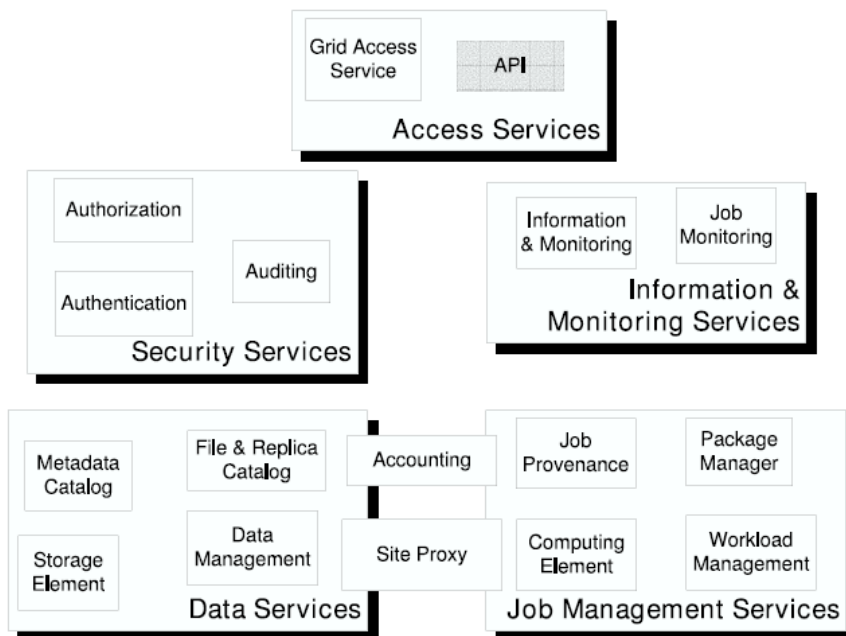 Grid Access
Service
API
Access Services
Authorization
Auditing
Authentication
Security Services
Information
& Monitoring
Job
Monitoring
Information &
Monitoring Services
Metadata
Catalog
File & Replica
Catalog
Storage
Element
Data
Management
Data Services
Accounting
Site Proxy
Job
Provenance
Package
Manager
Computing
Element
Workload
Management
Job Management Services